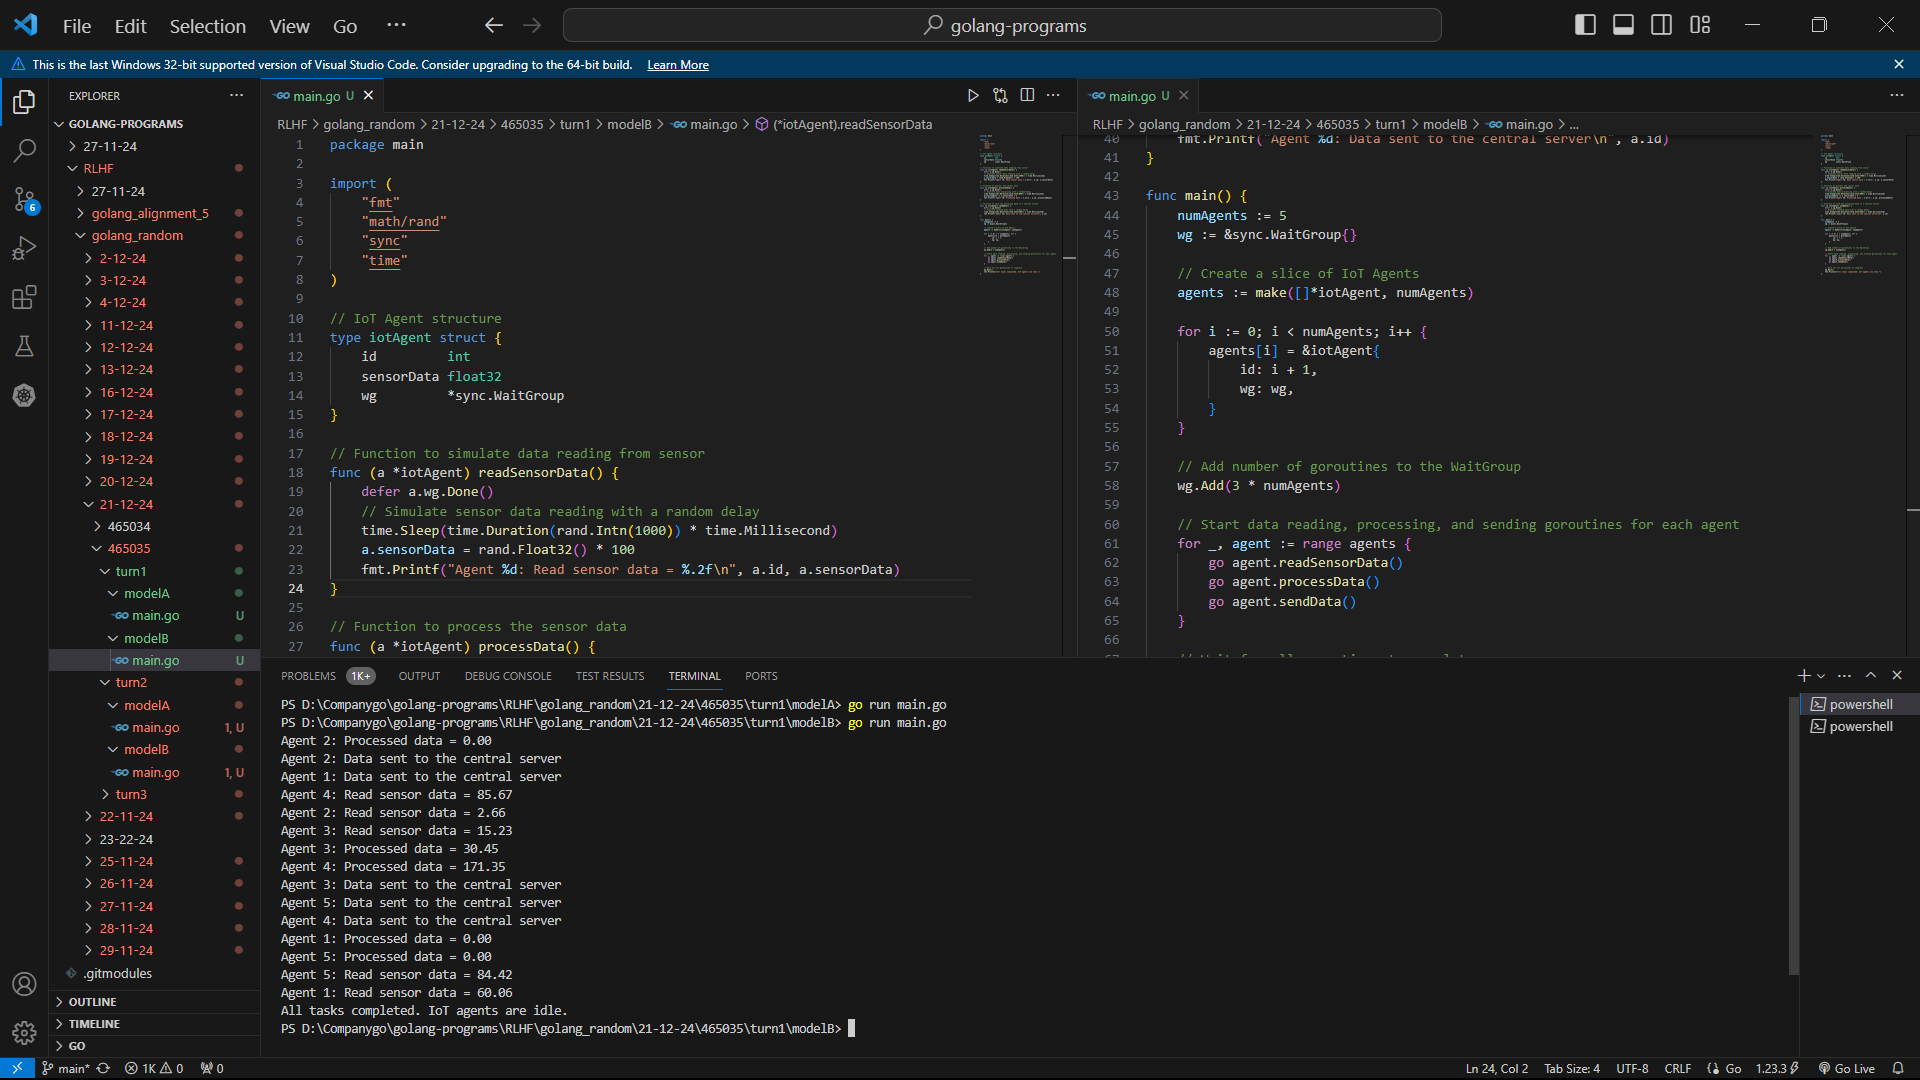 File Edit Selection View Go ···
golang-programs
This is the last Windows 32-bit supported version of Visual Studio Code. Consider upgrading to the 64-bit build. Learn More
EXPLORER
GOLANG-PROGRAMS
27-11-24
RLHF
27-11-24
golang_alignment_5
golang_random
2-12-24
3-12-24
4-12-24
11-12-24
12-12-24
13-12-24
16-12-24
17-12-24
18-12-24
19-12-24
20-12-24
21-12-24
465034
465035
turn1
modelA
main.go U
modelB
main.go U
turn2
modelA
main.go 1, U
modelB
main.go 1, U
turn3
22-11-24
23-22-24
25-11-24
26-11-24
27-11-24
28-11-24
29-11-24
.gitmodules
OUTLINE
TIMELINE
GO
6
main.go U
RLHF > golang_random > 21-12-24 > 465035 > turn1 > modelB > main.go > (*iotAgent).readSensorData
1 package main
2
3 import (
4 "fmt"
5 "math/rand"
6 "sync"
7 "time"
8 )
9
10 // IoT Agent structure
11 type iotAgent struct {
12 id int
13 sensorData float32
14 wg *sync.WaitGroup
15 }
16
17 // Function to simulate data reading from sensor
18 func (a *iotAgent) readSensorData() {
19 defer a.wg.Done()
20 // Simulate sensor data reading with a random delay
21 time.Sleep(time.Duration(rand.Intn(1000)) * time.Millisecond)
22 a.sensorData = rand.Float32() * 100
23 fmt.Printf("Agent %d: Read sensor data = %.2f\n", a.id, a.sensorData)
24 }
25
26 // Function to process the sensor data
27 func (a *iotAgent) processData() {
main.go U
RLHF > golang_random > 21-12-24 > 465035 > turn1 > modelB > main.go > ...
40 fmt.Printf("Agent %d: Data sent to the central server\n", a.id)
41 }
42
43 func main() {
44 numAgents := 5
45 wg := &sync.WaitGroup{}
46
47 // Create a slice of IoT Agents
48 agents := make([]*iotAgent, numAgents)
49
50 for i := 0; i < numAgents; i++ {
51 agents[i] = &iotAgent{
52 id: i + 1,
53 wg: wg,
54 }
55 }
56
57 // Add number of goroutines to the WaitGroup
58 wg.Add(3 * numAgents)
59
60 // Start data reading, processing, and sending goroutines for each agent
61 for _, agent := range agents {
62 go agent.readSensorData()
63 go agent.processData()
64 go agent.sendData()
65 }
66
PROBLEMS 1K+ OUTPUT DEBUG CONSOLE TEST RESULTS TERMINAL PORTS
PS D:\Companygo\golang-programs\RLHF\golang_random\21-12-24\465035\turn1\modelA> go run main.go
PS D:\Companygo\golang-programs\RLHF\golang_random\21-12-24\465035\turn1\modelB> go run main.go
Agent 2: Processed data = 0.00
Agent 2: Data sent to the central server
Agent 1: Data sent to the central server
Agent 4: Read sensor data = 85.67
Agent 2: Read sensor data = 2.66
Agent 3: Read sensor data = 15.23
Agent 3: Processed data = 30.45
Agent 4: Processed data = 171.35
Agent 3: Data sent to the central server
Agent 5: Data sent to the central server
Agent 4: Data sent to the central server
Agent 1: Processed data = 0.00
Agent 5: Processed data = 0.00
Agent 5: Read sensor data = 84.42
Agent 1: Read sensor data = 60.06
All tasks completed. IoT agents are idle.
PS D:\Companygo\golang-programs\RLHF\golang_random\21-12-24\465035\turn1\modelB>
powershell
powershell
main* 1K 0 0
Ln 24, Col 2 Tab Size: 4 UTF-8 CRLF Go 1.23.3 Go Live